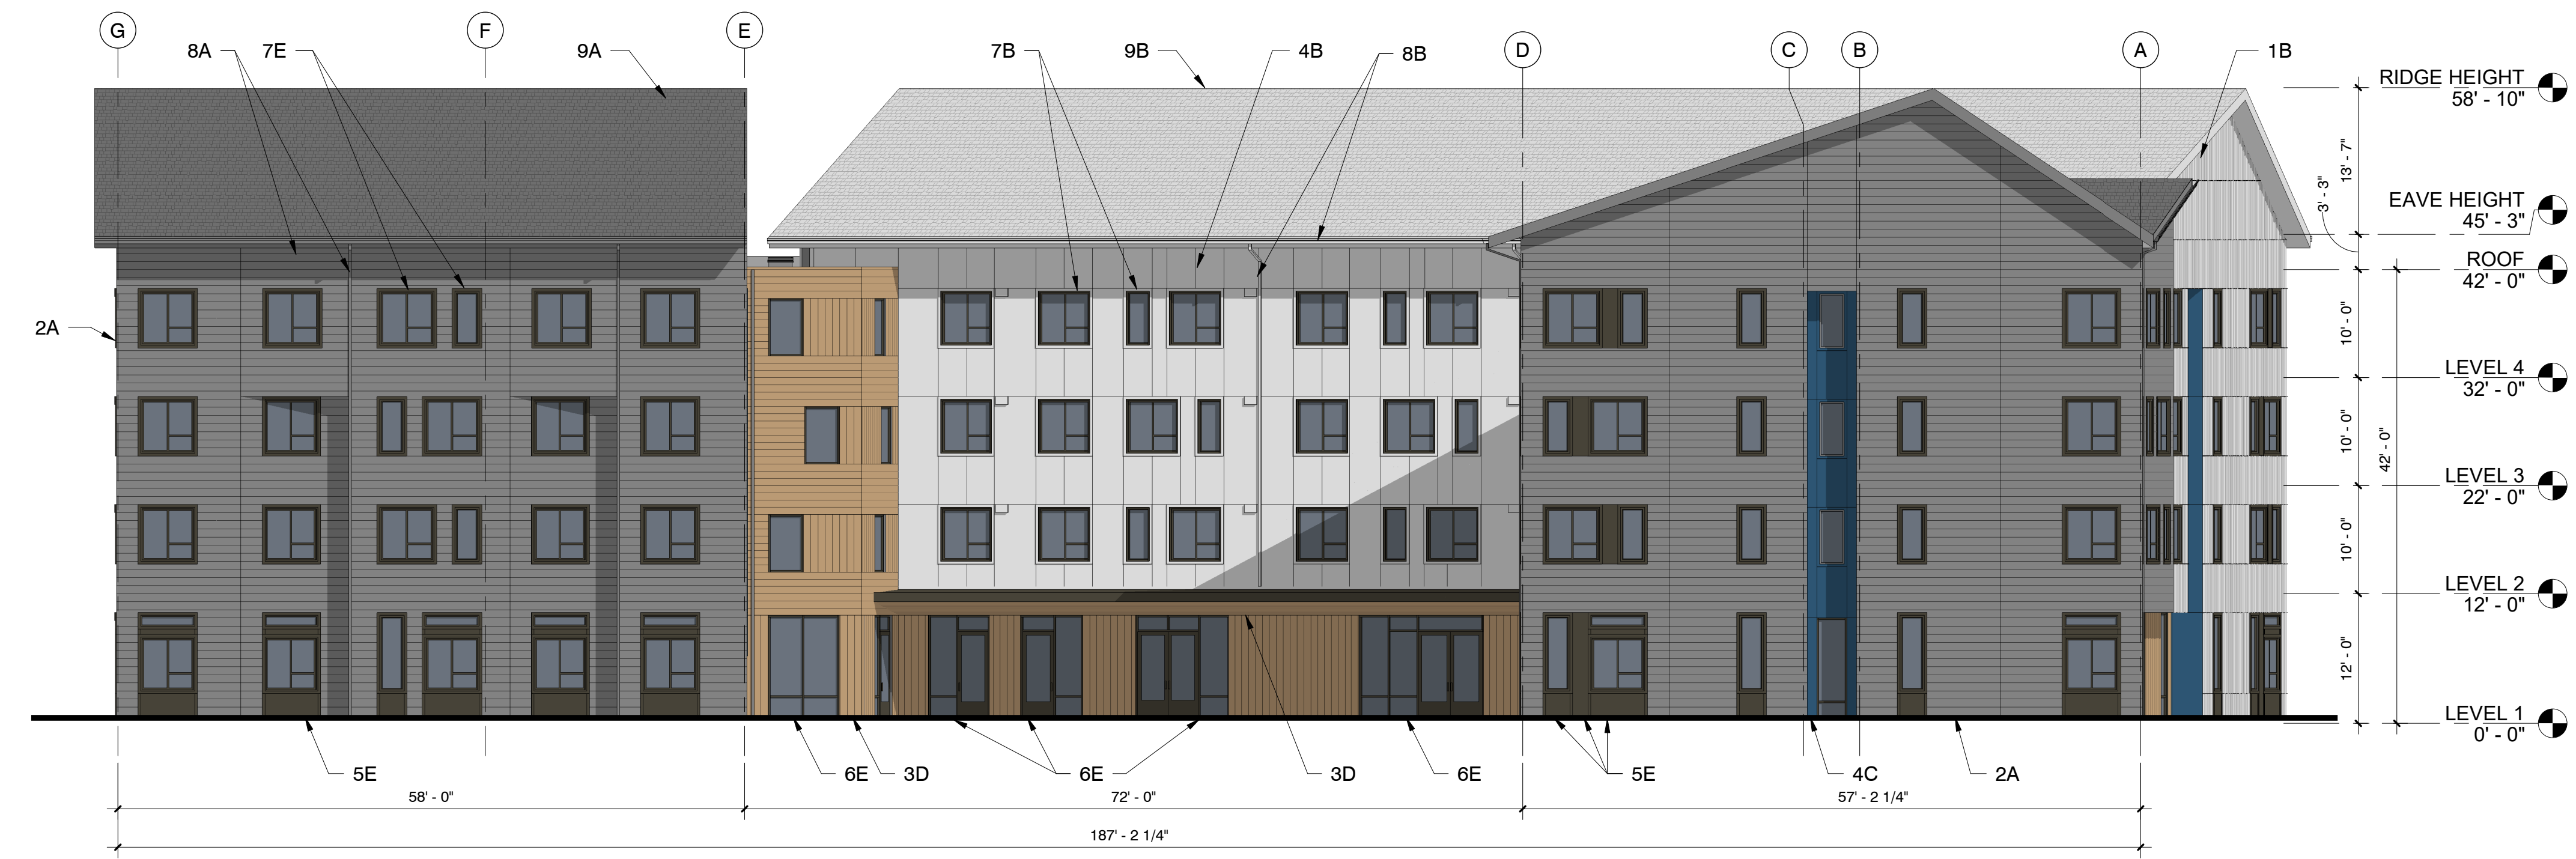 G
F
E
D
C
B
A
8A
7E
9A
7B
9B
4B
8B
1B
RIDGE HEIGHT
58' - 10"
13' - 7"
3' - 3"
EAVE HEIGHT
45' - 3"
ROOF
42' - 0"
2A
10' - 0"
LEVEL 4
32' - 0"
10' - 0"
42' - 0"
LEVEL 3
22' - 0"
10' - 0"
LEVEL 2
12' - 0"
12' - 0"
LEVEL 1
0' - 0"
5E
6E
3D
6E
3D
6E
5E
4C
2A
58' - 0"
72' - 0"
57' - 2 1/4"
187' - 2 1/4"